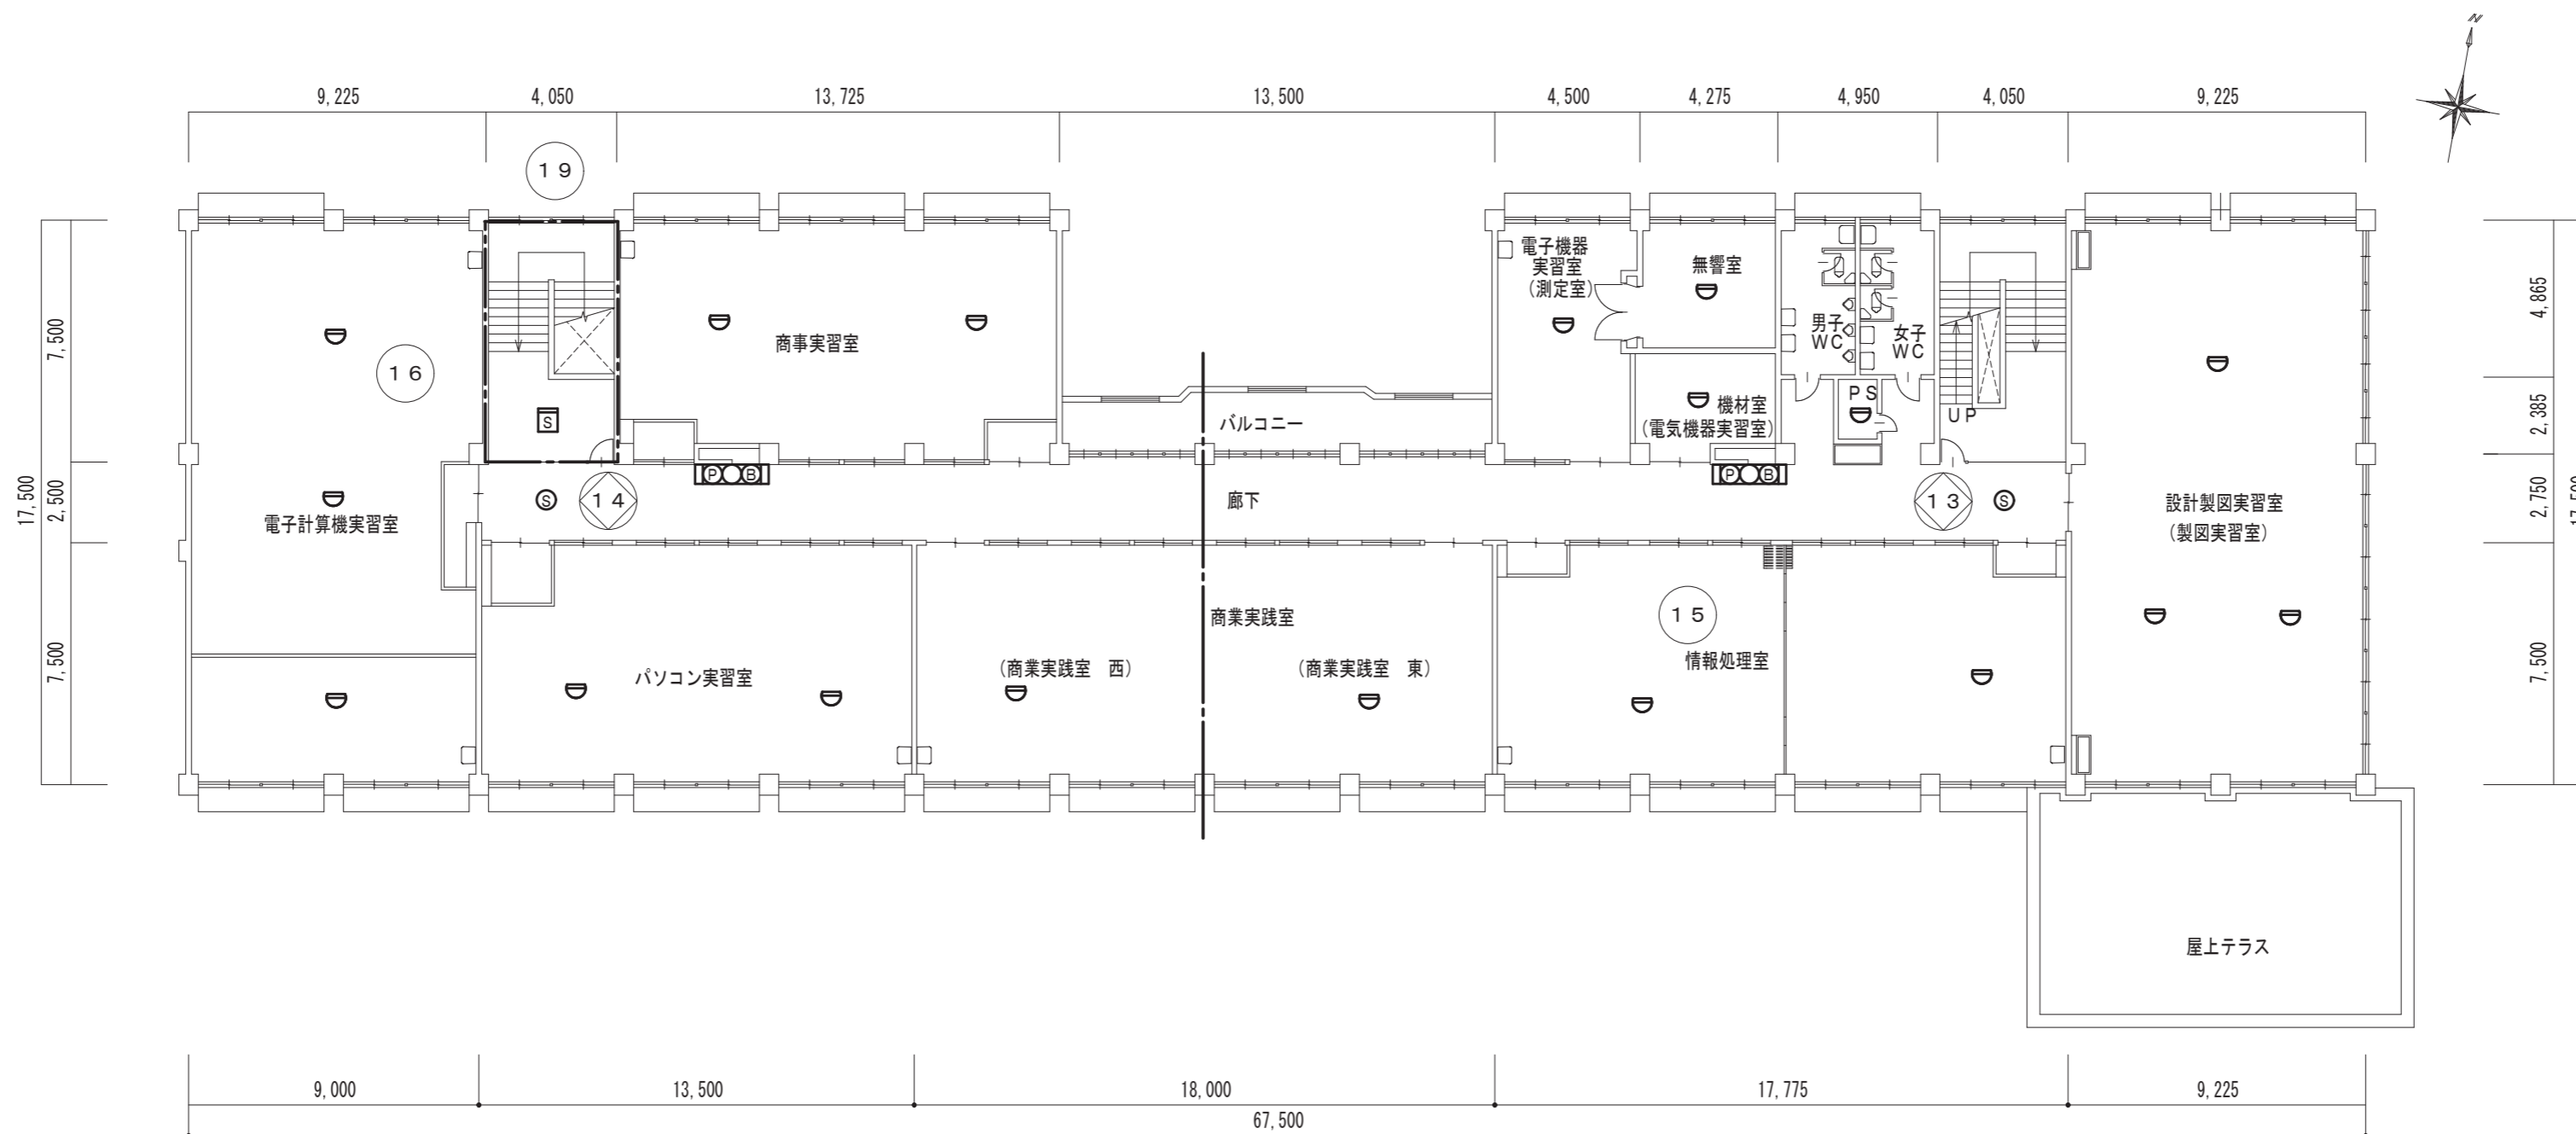 N
9,225 4,050 13,725 13,500 4,500 4,275 4,950 4,050 9,225
19
電子機器
実習室
(測定室)
無響室
男子
WC
女子
WC
16
商事実習室
7,500
4,865
S
バルコニー
機材室
(電気機器実習室)
PS
UP
2,385
P B
P B
17,500
2,500
S
14
廊下
13
S
2,750
電子計算機実習室
設計製図実習室
(製図実習室)
15
商業実践室
パソコン実習室
(商業実践室 西)
(商業実践室 東)
情報処理室
7,500
7,500
屋上テラス
9,000 13,500 18,000 17,775 9,225
67,500